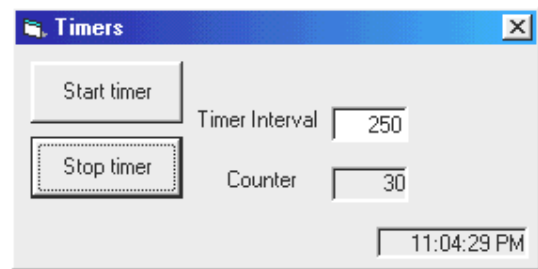 Timers
Start timer
Timer Interval 250
Stop timer
Counter 30
11:04:29 PM